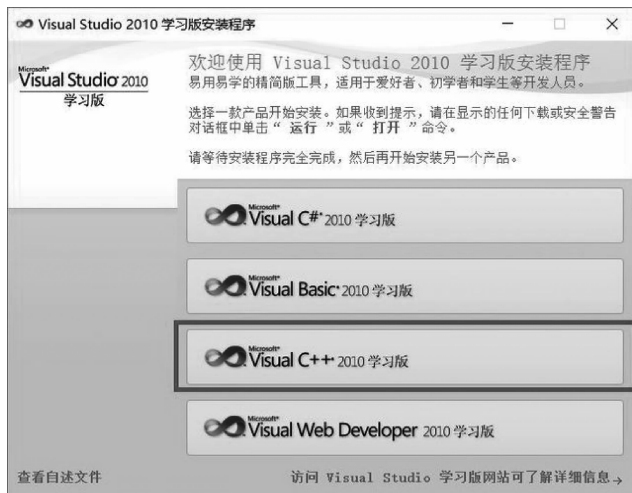 Visual Studio 2010 学习版安装程序
Microsoft
Visual Studio 2010
学习版
欢迎使用 Visual Studio 2010 学习版安装程序
易用易学的精简版工具，适用于爱好者、初学者和学生等开发人员。
选择一款产品开始安装。如果收到提示，请在显示的任何下载或安全警告
对话框中单击“ 运行 ”或“ 打开 ”命令。
请等待安装程序完全完成，然后再开始安装另一个产品。
Microsoft
Visual C# 2010 学习版
Microsoft
Visual Basic 2010 学习版
Microsoft
Visual C++ 2010 学习版
Microsoft
Visual Web Developer 2010 学习版
查看自述文件
访问 Visual Studio 学习版网站可了解详细信息→